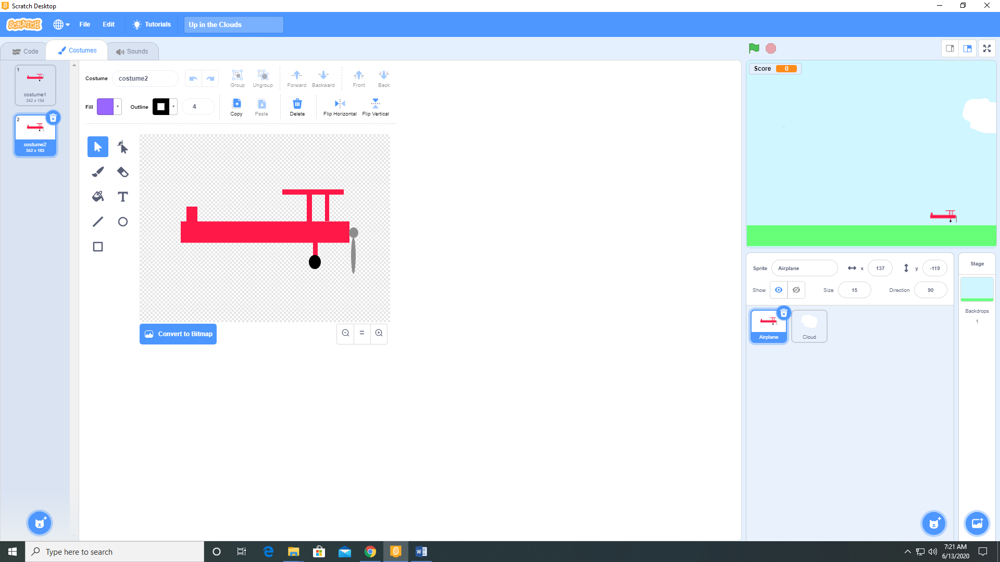 Scratch Desktop
SCRATCH
File
Edit
Tutorials
Up in the Clouds
Code
Costumes
Sounds
1
costume1
342 x 154
2
costume2
342 x 163
Costume
costume2
Group
Ungroup
Forward
Backward
Front
Back
Fill
Outline
4
Copy
Paste
Delete
Flip Horizontal
Flip Vertical
Convert to Bitmap
Score 0
Sprite
Airplane
x
137
y
-119
Show
Size
15
Direction
90
Airplane
Cloud
Stage
Backdrops
1
Type here to search
7:21 AM
6/13/2020